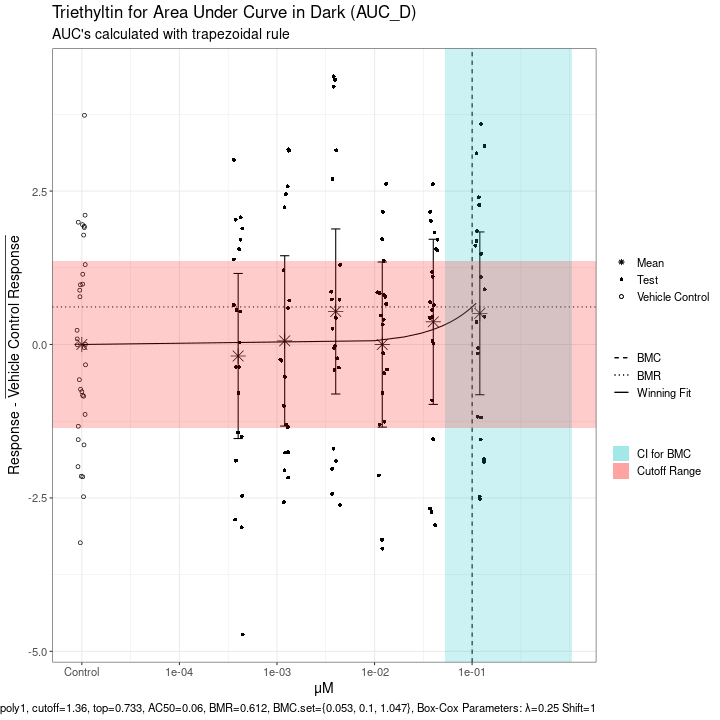 Triethyltin for Area Under Curve in Dark (AUC_D)
AUC's calculated with trapezoidal rule
Response - Vehicle Control Response
2.5
0.0
-2.5
-5.0
Control
1e-04
1e-03
1e-02
1e-01
μM
Mean
Test
Vehicle Control
BMC
BMR
Winning Fit
CI for BMC
Cutoff Range
poly1, cutoff=1.36, top=0.733, AC50=0.06, BMR=0.612, BMC.set={0.053, 0.1, 1.047}, Box-Cox Parameters: λ=0.25 Shift=1